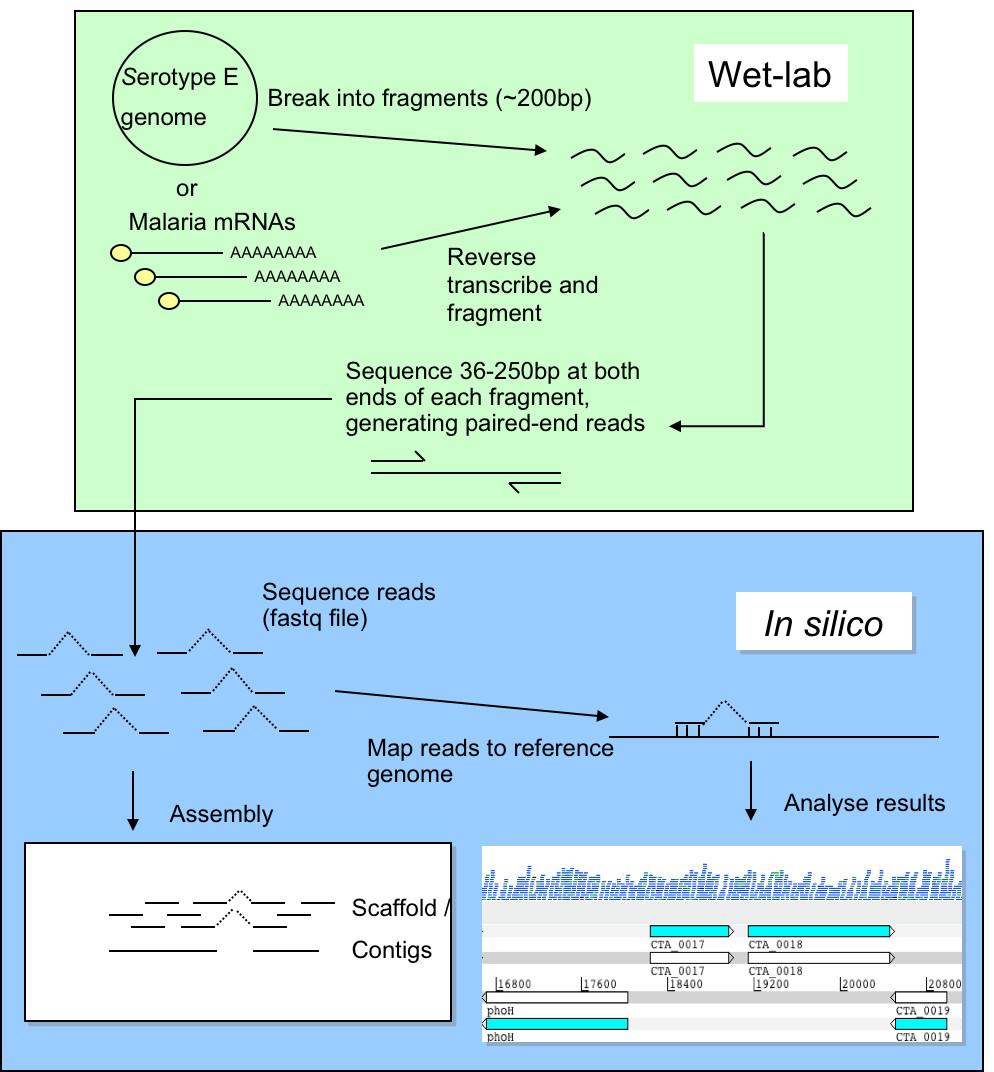 Serotype E
genome
Break into fragments (~200bp)
Wet-lab
or
Malaria mRNAs
AAAAAAAA
AAAAAAAA
AAAAAAAA
Reverse
transcribe and
fragment
Sequence 36-250bp at both
ends of each fragment,
generating paired-end reads
Sequence reads
(fastq file)
In silico
Map reads to reference
genome
Assembly
Analyse results
Scaffold /
Contigs
CTA_0017 CTA_0018
CTA_0017 CTA_0018
16800 17600 18400 19200 20000 20800
phoH CTA_0019
phoH CTA 0019